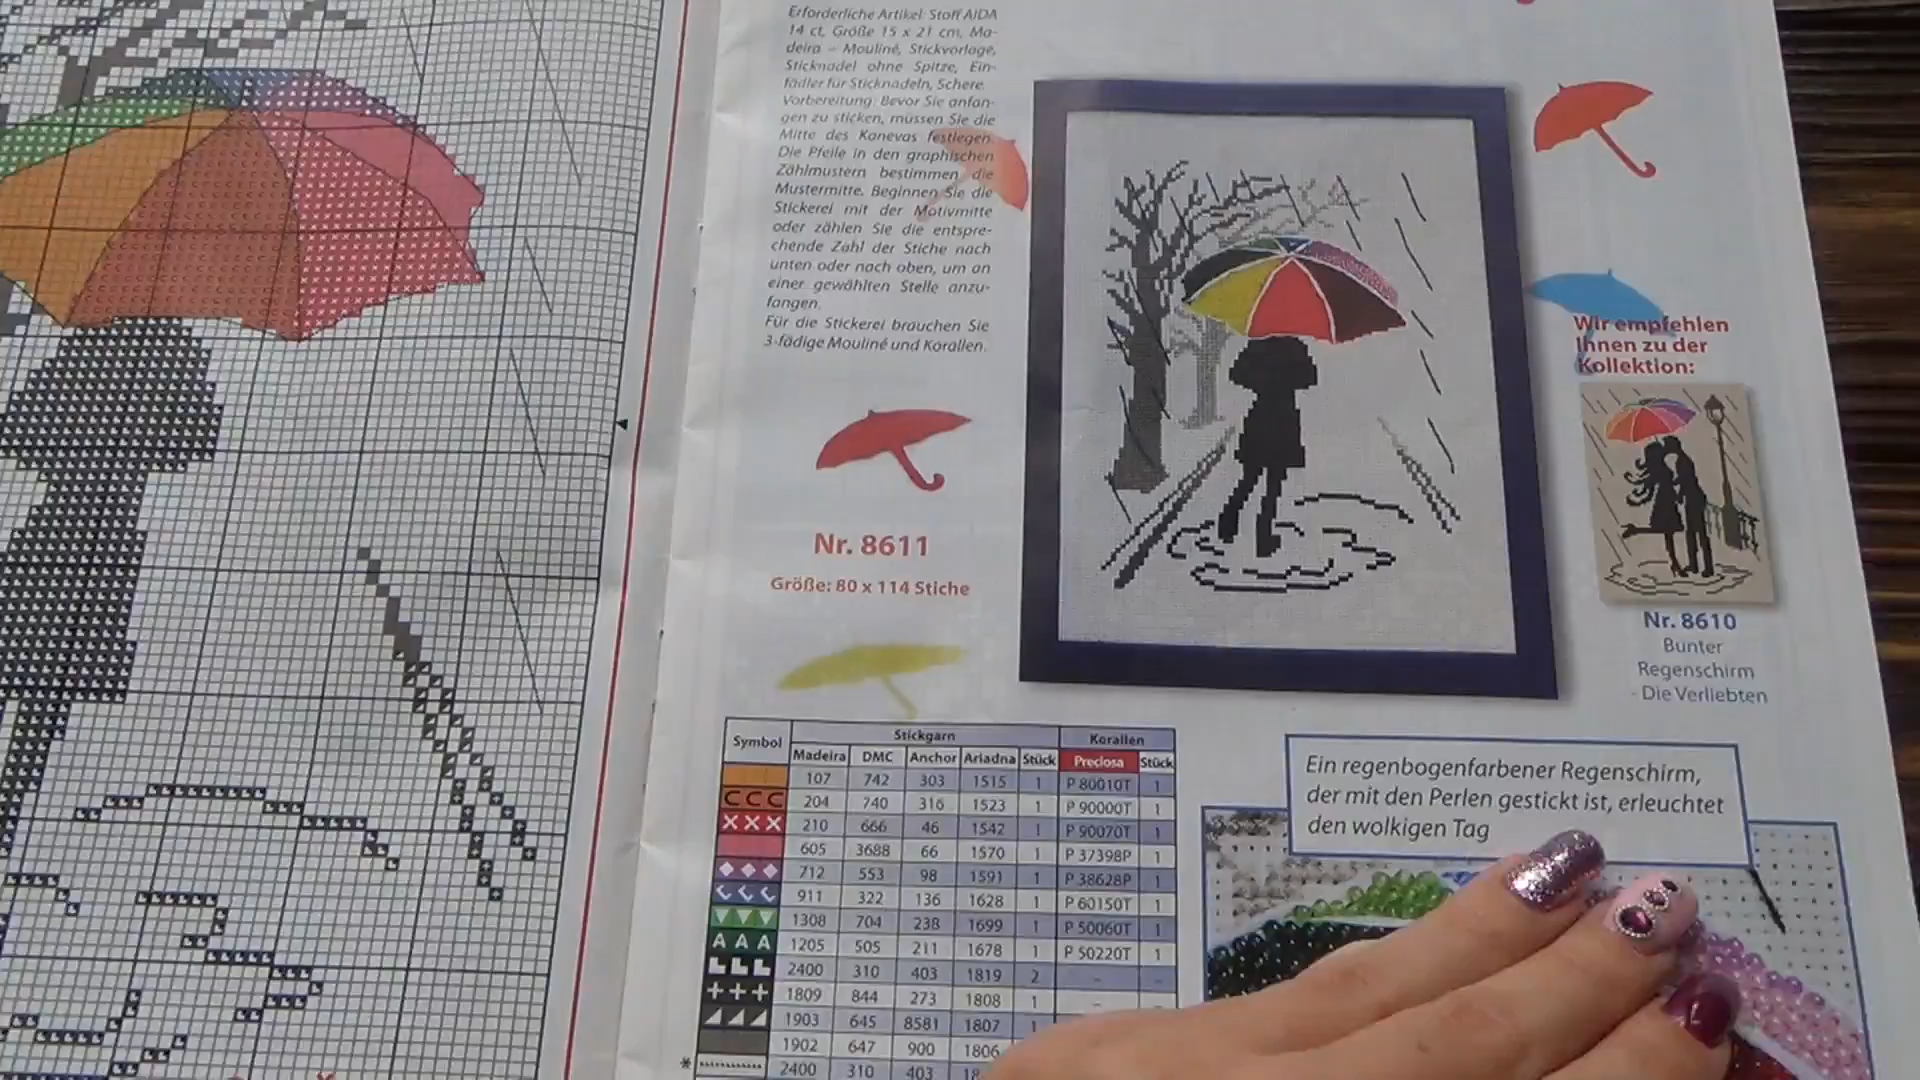 Erforderliche Artikel: Stoff AIDA
14 ct, Größe 15 x 21 cm, Ma-
deira – Mouliné, Stickvorlage,
Sticknadel ohne Spitze, Ein-
fädler für Sticknadeln, Schere.
Vorbereitung: Bevor Sie anfan-
gen zu sticken, müssen Sie die
Mitte des Kanevas festlegen.
Die Pfeile in den graphischen
Zählmustern bestimmen die
Mustermitte. Beginnen Sie die
Stickerei mit der Motivmitte
oder zählen Sie die entspre-
chende Zahl der Stiche nach
unten oder nach oben, um an
einer gewählten Stelle anzu-
fangen.
Für die Stickerei brauchen Sie
3-fädige Mouliné und Korallen.
Nr. 8611
Größe: 80 x 114 Stiche
Wir empfehlen
Ihnen zu der
Kollektion:
Nr. 8610
Bunter
Regenschirm
- Die Verliebten
Symbol Stickgarn Korallen
Madeira DMC Anchor Ariadna Stück Preciosa Stück
107 742 303 1515 1 P 80010T 1
C C C 204 740 316 1523 1 P 90000T 1
X X X 210 666 46 1542 1 P 90070T 1
605 3688 66 1570 1 P 37398P 1
712 553 98 1591 1 P 38628P 1
911 322 136 1628 1 P 60150T 1
1308 704 238 1699 1 P 50060T 1
A A A 1205 505 211 1678 1 P 50220T 1
2400 310 403 1819 2 – –
+ + + 1809 844 273 1808 1 –
1903 645 8581 1807 1
1902 647 900 1806
* 2400 310 403 18
Ein regenbogenfarbener Regenschirm,
der mit den Perlen gestickt ist, erleuchtet
den wolkigen Tag